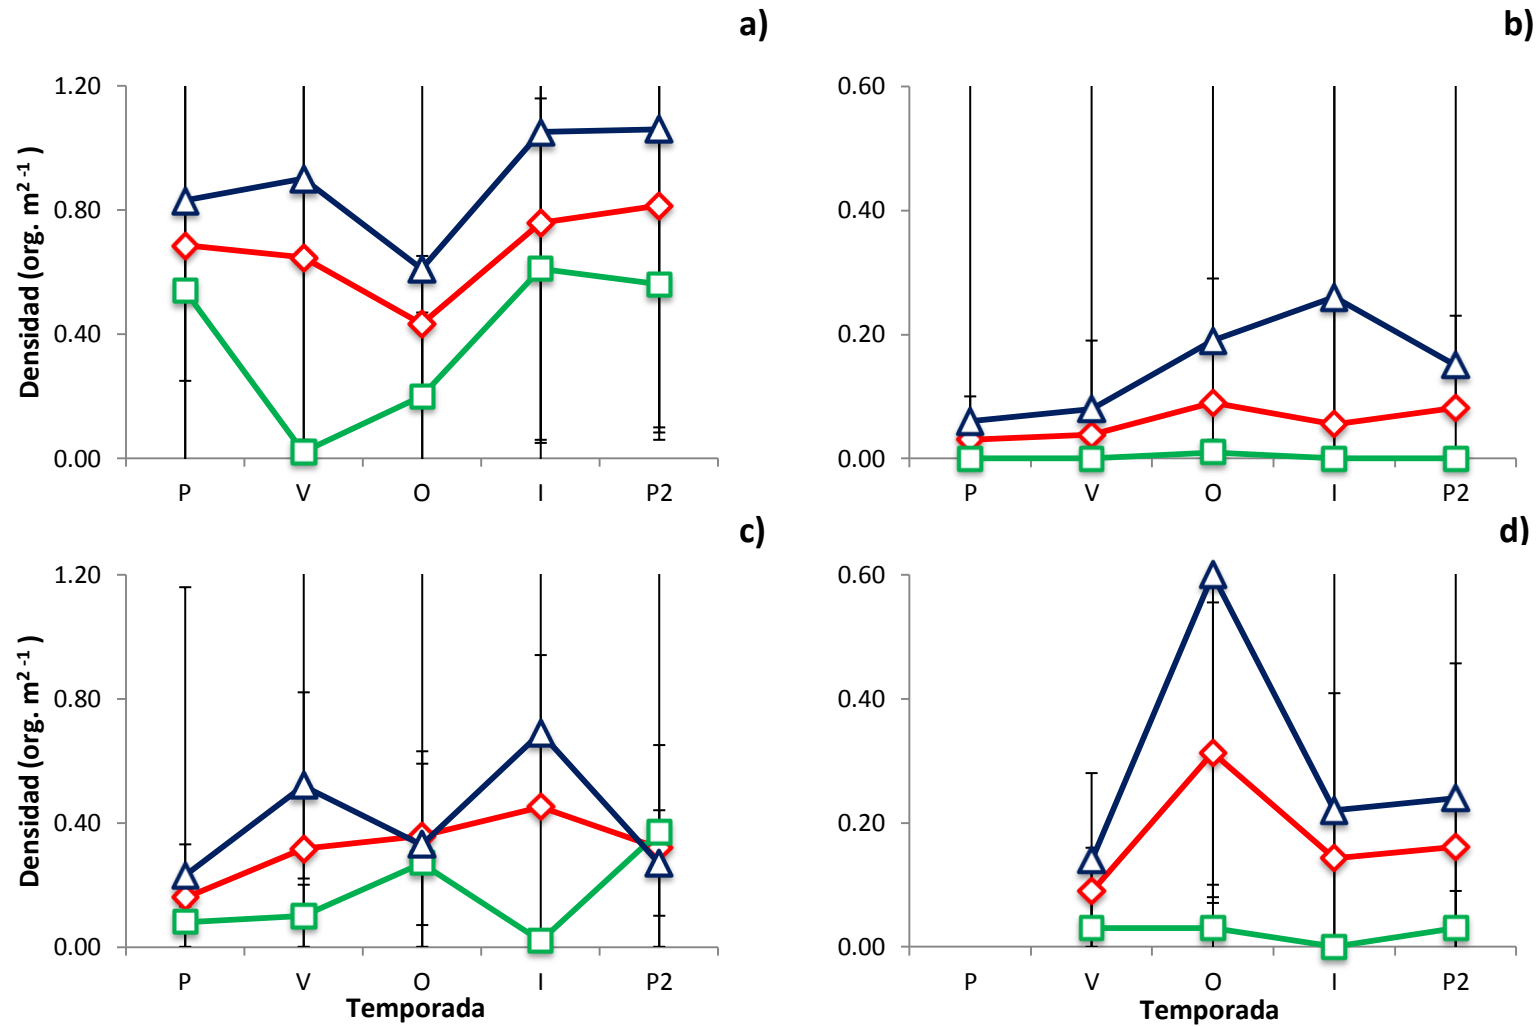 a)
1.20
0.80
0.40
0.00
Densidad (org. m² ⁻¹ )
P V O I P2
b)
0.60
0.40
0.20
0.00
P V O I P2
c)
1.20
0.80
0.40
0.00
Densidad (org. m² ⁻¹ )
P V O I P2
Temporada
d)
0.60
0.40
0.20
0.00
P V O I P2
Temporada